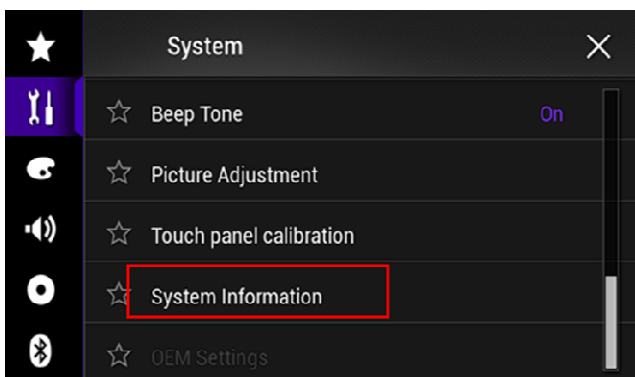 System
Beep Tone On
Picture Adjustment
Touch panel calibration
System Information
OEM Settings